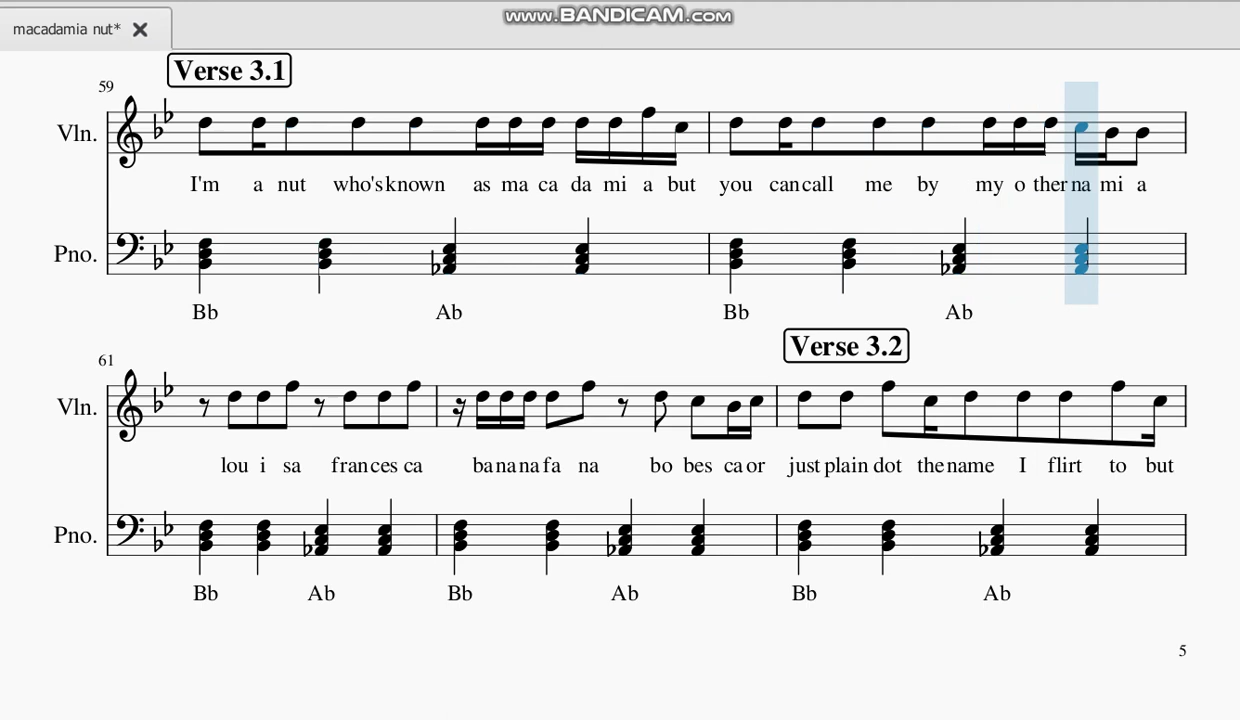 www.BANDICAM.com
macadamia nut*
Verse 3.1
59
Vln.
I'm a nut who's known as ma ca da mi a but you can call me by my o ther na mi a
Pno.
Bb Ab Bb Ab
Verse 3.2
61
Vln.
lou i sa fran ces ca ba na na fa na bo bes ca or just plain dot the name I flirt to but
Pno.
Bb Ab Bb Ab Bb Ab
5